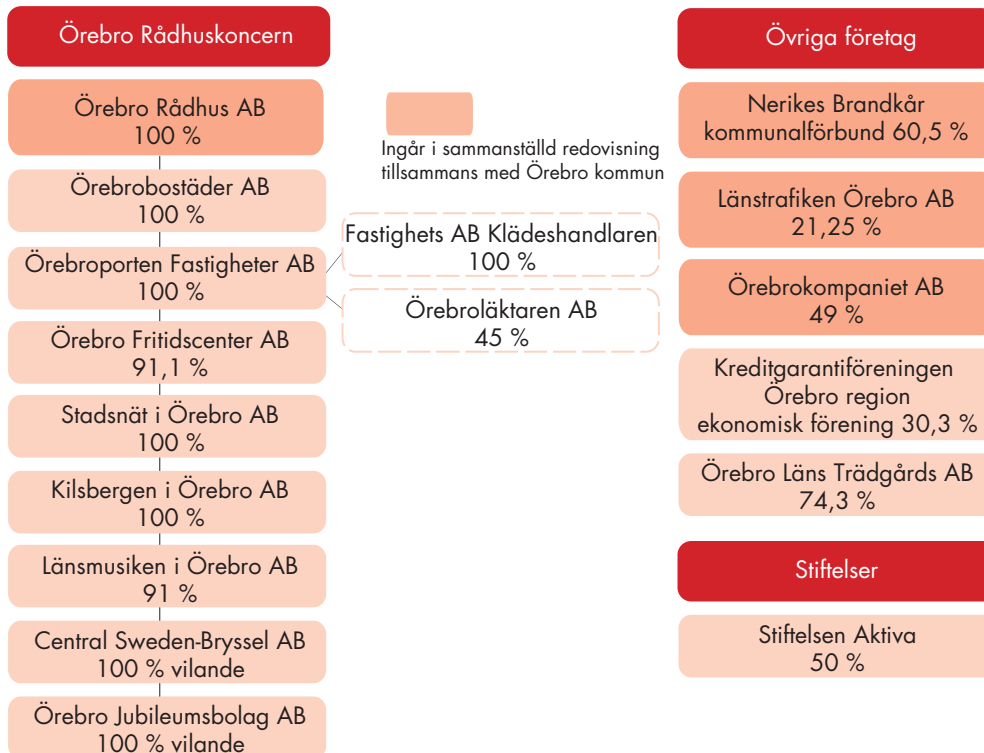 Örebro Rådhuskoncern
Örebro Rådhus AB
100 %
Örebrobostäder AB
100 %
Örebroporten Fastigheter AB
100 %
Örebro Fritidscenter AB
91,1 %
Stadsnät i Örebro AB
100 %
Kilsbergen i Örebro AB
100 %
Länsmusiken i Örebro AB
91 %
Central Sweden-Bryssel AB
100 % vilande
Örebro Jubileumsbolag AB
100 % vilande
Ingår i sammanställd redovisning
tillsammans med Örebro kommun
Fastighets AB Klädeshandlaren
100 %
Örebroläktaren AB
45 %
Övriga företag
Nerikes Brandkår
kommunalförbund 60,5 %
Länstrafiken Örebro AB
21,25 %
Örebrokompaniet AB
49 %
Kreditgarantiföreningen
Örebro region
ekonomisk förening 30,3 %
Örebro Läns Trädgårds AB
74,3 %
Stiftelser
Stiftelsen Aktiva
50 %